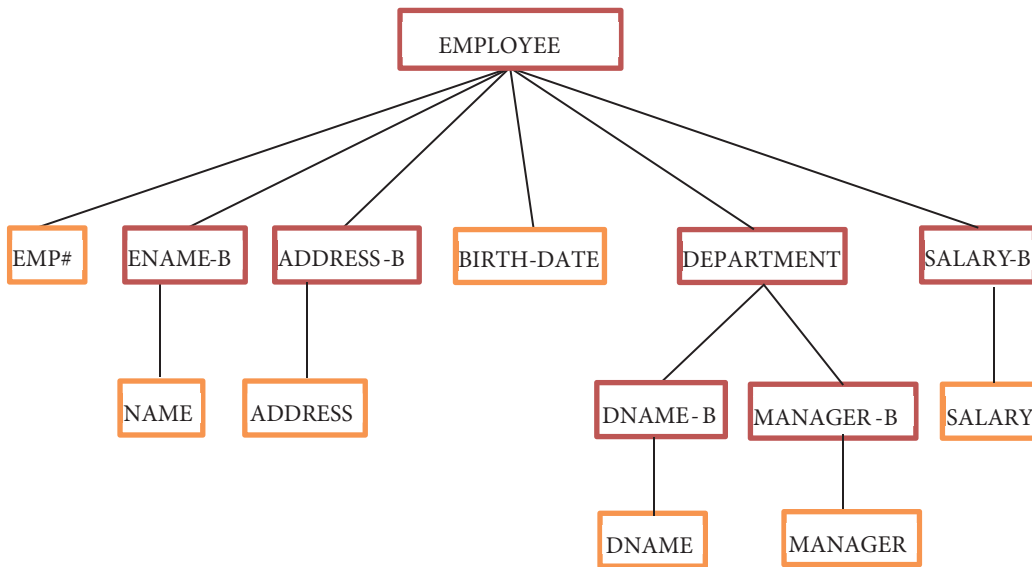 EMPLOYEE
EMP#
ENAME-B
ADDRESS-B
BIRTH-DATE
DEPARTMENT
SALARY-B
NAME
ADDRESS
DNAME-B
MANAGER-B
SALARY
DNAME
MANAGER